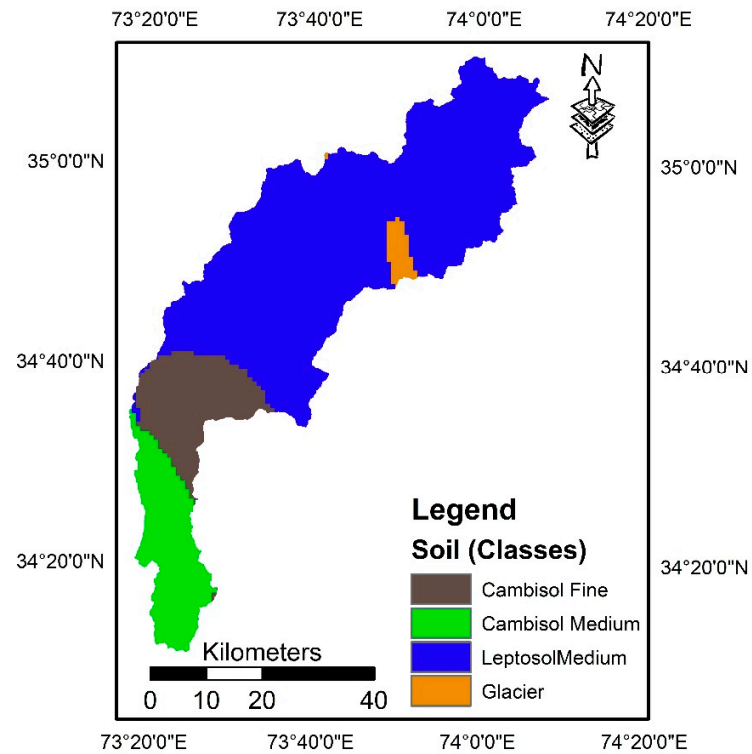 73°20'0"E 73°40'0"E 74°0'0"E 74°20'0"E
N
35°0'0"N 35°0'0"N
34°40'0"N 34°40'0"N
34°20'0"N 34°20'0"N
Legend
Soil (Classes)
Cambisol Fine
Cambisol Medium
LeptosolMedium
Glacier
Kilometers
0 10 20 40
73°20'0"E 73°40'0"E 74°0'0"E 74°20'0"E